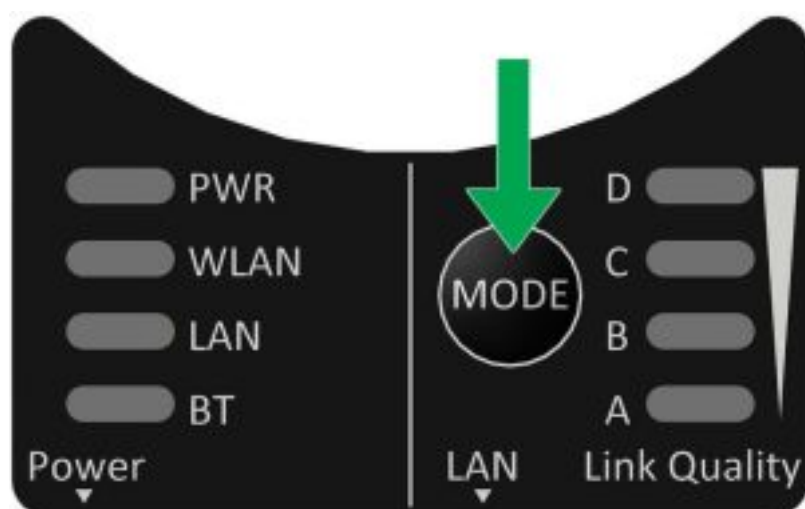 PWR
WLAN
LAN
BT
Power
MODE
D
C
B
A
LAN
Link Quality